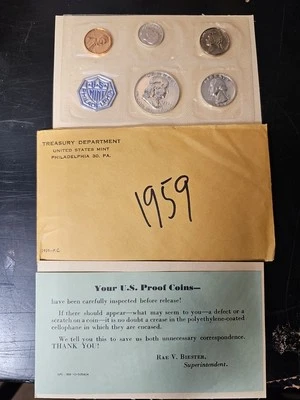 TREASURY DEPARTMENT
UNITED STATES MINT
PHILADELPHIA 30, PA.
1959
Your U.S. Proof Coins—
have been carefully inspected before release!
If there should appear—what may seem to you—a defect or a
scratch on a coin—it is no doubt a crease in the polyethylene-coated
cellophane in which they are encased.
We tell you this to save us both unnecessary correspondence.
THANK YOU!
Rae V. Biester,
Superintendent.